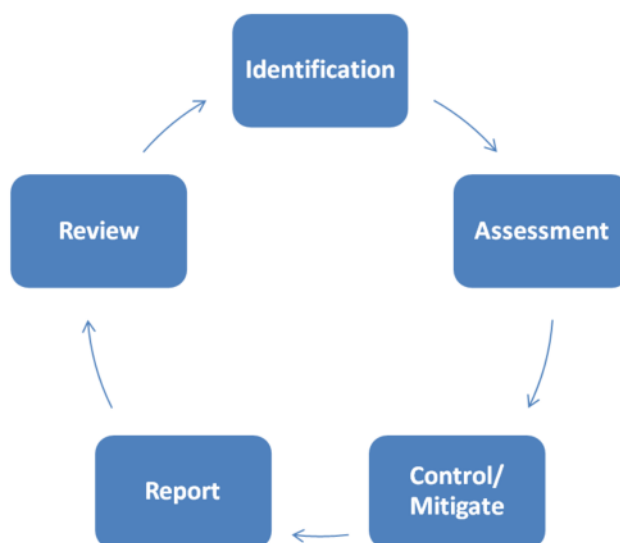 Identification
Assessment
Control/
Mitigate
Report
Review